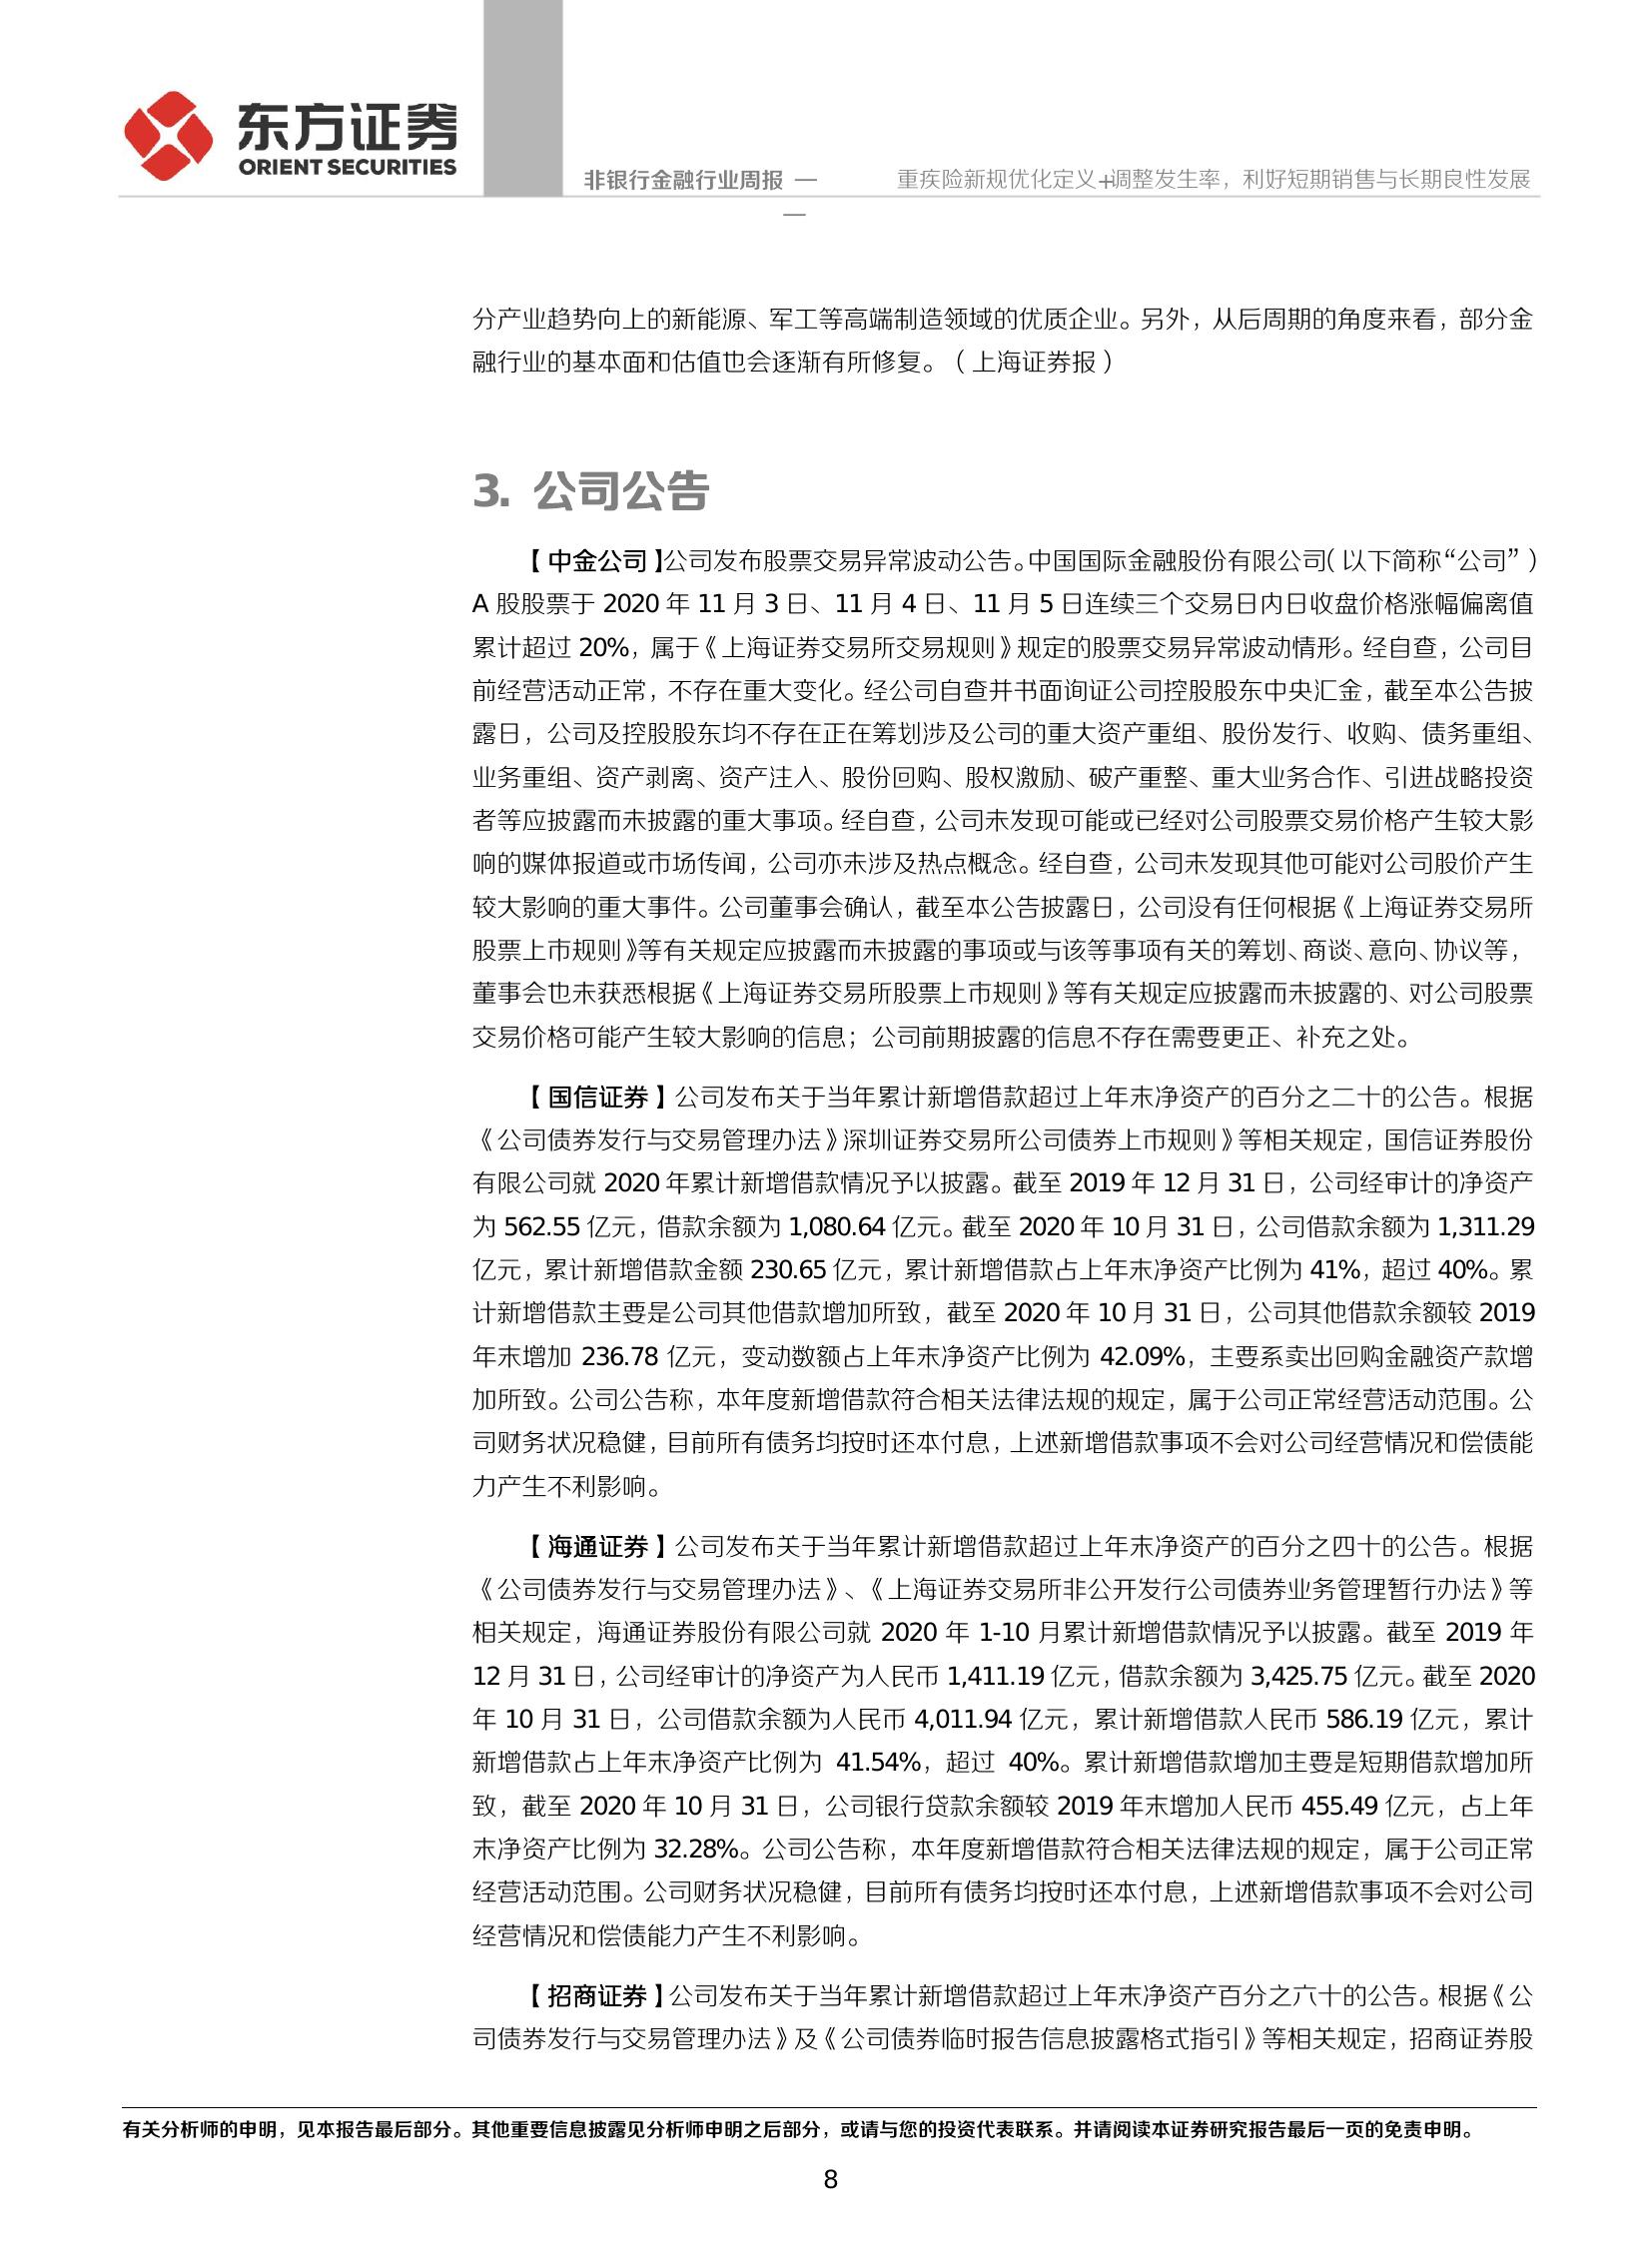 东方证券
ORIENT SECURITIES
非银行金融行业周报 —— 重疾险新规优化定义+调整发生率，利好短期销售与长期良性发展
分产业趋势向上的新能源、军工等高端制造领域的优质企业。另外，从后周期的角度来看，部分金
融行业的基本面和估值也会逐渐有所修复。（上海证券报）
3. 公司公告
【中金公司】公司发布股票交易异常波动公告。中国国际金融股份有限公司（以下简称“公司”）
A 股股票于 2020 年 11 月 3 日、11 月 4 日、11 月 5 日连续三个交易日内日收盘价格涨幅偏离值
累计超过 20%，属于《上海证券交易所交易规则》规定的股票交易异常波动情形。经自查，公司目
前经营活动正常，不存在重大变化。经公司自查并书面询证公司控股股东中央汇金，截至本公告披
露日，公司及控股股东均不存在正在筹划涉及公司的重大资产重组、股份发行、收购、债务重组、
业务重组、资产剥离、资产注入、股份回购、股权激励、破产重整、重大业务合作、引进战略投资
者等应披露而未披露的重大事项。经自查，公司未发现可能或已经对公司股票交易价格产生较大影
响的媒体报道或市场传闻，公司亦未涉及热点概念。经自查，公司未发现其他可能对公司股价产生
较大影响的重大事件。公司董事会确认，截至本公告披露日，公司没有任何根据《上海证券交易所
股票上市规则》等有关规定应披露而未披露的事项或与该等事项有关的筹划、商谈、意向、协议等，
董事会也未获悉根据《上海证券交易所股票上市规则》等有关规定应披露而未披露的、对公司股票
交易价格可能产生较大影响的信息；公司前期披露的信息不存在需要更正、补充之处。
【国信证券】公司发布关于当年累计新增借款超过上年末净资产的百分之二十的公告。根据
《公司债券发行与交易管理办法》深圳证券交易所公司债券上市规则》等相关规定，国信证券股份
有限公司就 2020 年累计新增借款情况予以披露。截至 2019 年 12 月 31 日，公司经审计的净资产
为 562.55 亿元，借款余额为 1,080.64 亿元。截至 2020 年 10 月 31 日，公司借款余额为 1,311.29
亿元，累计新增借款金额 230.65 亿元，累计新增借款占上年末净资产比例为 41%，超过 40%。累
计新增借款主要是公司其他借款增加所致，截至 2020 年 10 月 31 日，公司其他借款余额较 2019
年末增加 236.78 亿元，变动数额占上年末净资产比例为 42.09%，主要系卖出回购金融资产款增
加所致。公司公告称，本年度新增借款符合相关法律法规的规定，属于公司正常经营活动范围。公
司财务状况稳健，目前所有债务均按时还本付息，上述新增借款事项不会对公司经营情况和偿债能
力产生不利影响。
【海通证券】公司发布关于当年累计新增借款超过上年末净资产的百分之四十的公告。根据
《公司债券发行与交易管理办法》、《上海证券交易所非公开发行公司债券业务管理暂行办法》等
相关规定，海通证券股份有限公司就 2020 年 1-10 月累计新增借款情况予以披露。截至 2019 年
12 月 31 日，公司经审计的净资产为人民币 1,411.19 亿元，借款余额为 3,425.75 亿元。截至 2020
年 10 月 31 日，公司借款余额为人民币 4,011.94 亿元，累计新增借款人民币 586.19 亿元，累计
新增借款占上年末净资产比例为 41.54%，超过 40%。累计新增借款增加主要是短期借款增加所
致，截至 2020 年 10 月 31 日，公司银行贷款余额较 2019 年末增加人民币 455.49 亿元，占上年
末净资产比例为 32.28%。公司公告称，本年度新增借款符合相关法律法规的规定，属于公司正常
经营活动范围。公司财务状况稳健，目前所有债务均按时还本付息，上述新增借款事项不会对公司
经营情况和偿债能力产生不利影响。
【招商证券】公司发布关于当年累计新增借款超过上年末净资产百分之六十的公告。根据《公
司债券发行与交易管理办法》及《公司债券临时报告信息披露格式指引》等相关规定，招商证券股
有关分析师的申明，见本报告最后部分。其他重要信息披露见分析师申明之后部分，或请与您的投资代表联系。并请阅读本证券研究报告最后一页的免责申明。
8